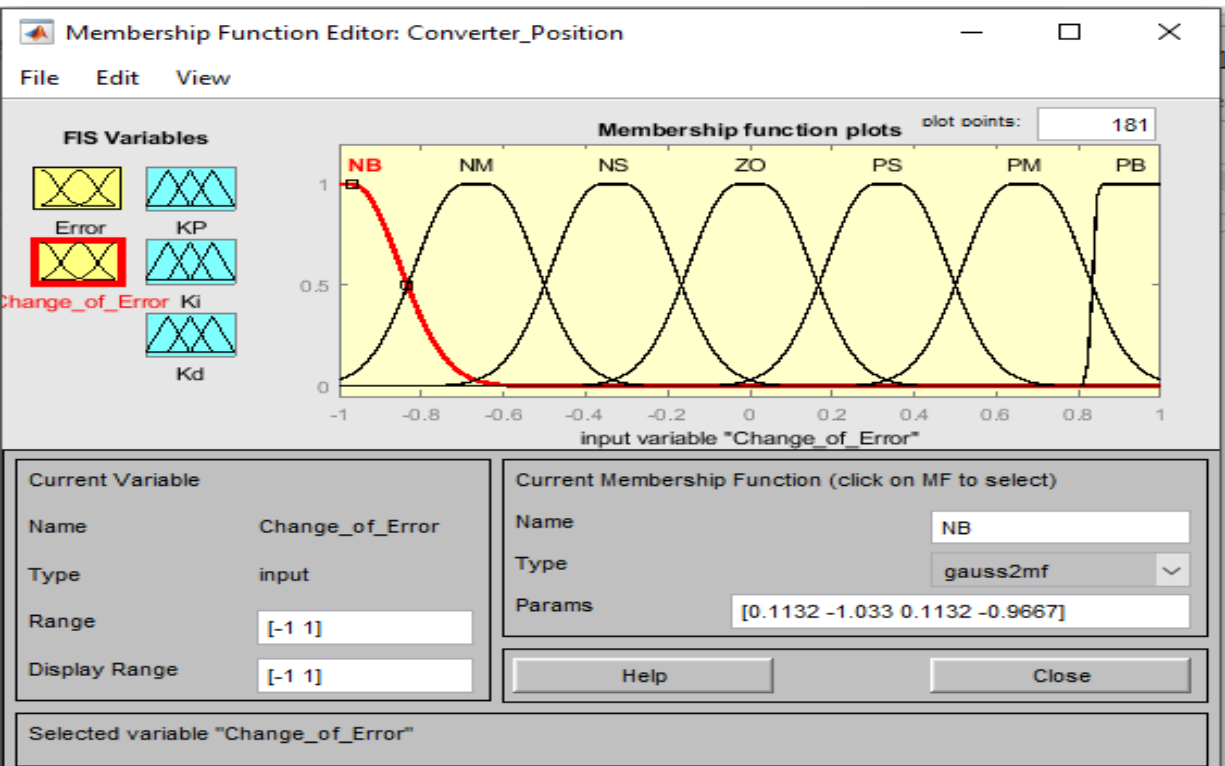 Membership Function Editor: Converter_Position
File Edit View
FIS Variables
Error
KP
Change_of_Error
Ki
Kd
Membership function plots
plot points:
181
NB NM NS ZO PS PM PB
1
0.5
0
-1 -0.8 -0.6 -0.4 -0.2 0 0.2 0.4 0.6 0.8 1
input variable "Change_of_Error"
Current Variable
Name Change_of_Error
Type input
Range [-1 1]
Display Range [-1 1]
Current Membership Function (click on MF to select)
Name NB
Type gauss2mf
Params [0.1132 -1.033 0.1132 -0.9667]
Help Close
Selected variable "Change_of_Error"